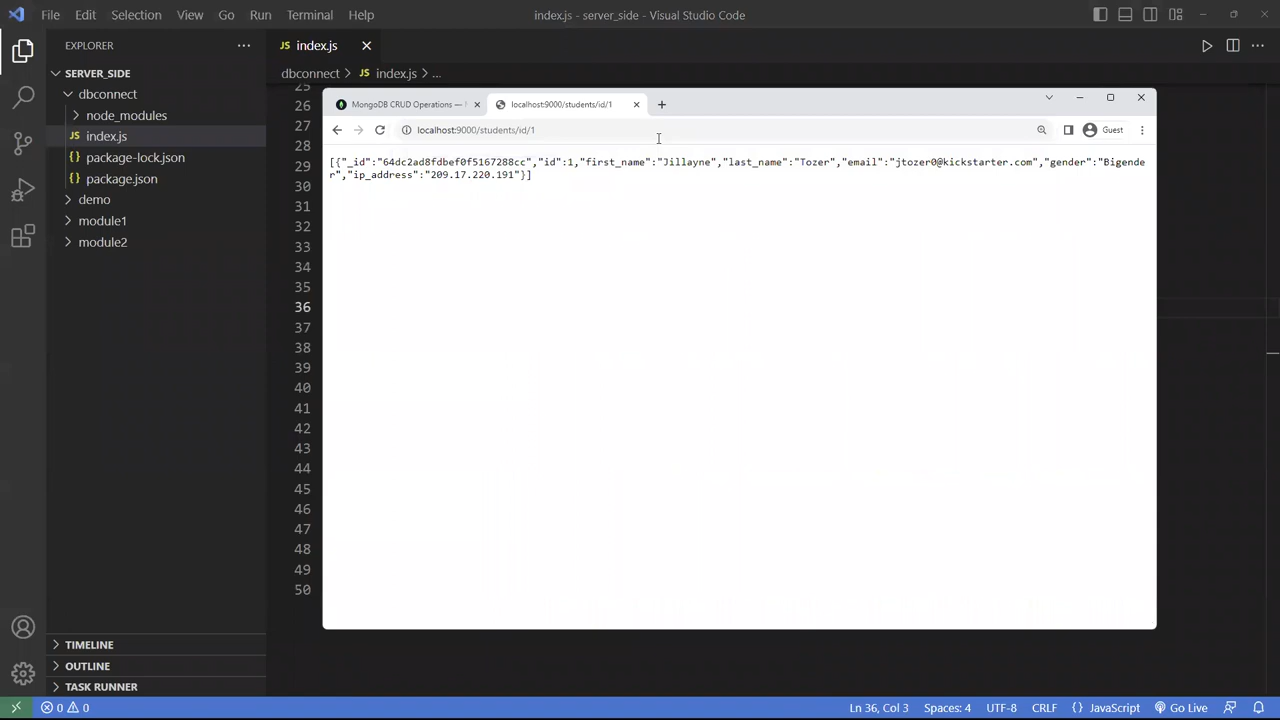 File Edit Selection View Go Run Terminal Help
index.js - server_side - Visual Studio Code
EXPLORER
SERVER_SIDE
dbconnect
node_modules
JS index.js
{} package-lock.json
{} package.json
demo
module1
module2
TIMELINE
OUTLINE
TASK RUNNER
JS index.js
dbconnect > JS index.js > ...
25
26
27
28
29
30
31
32
33
34
35
36
37
38
39
40
41
42
43
44
45
46
47
48
49
50
MongoDB CRUD Operations —
localhost:9000/students/id/1
localhost:9000/students/id/1
Guest
[{"_id":"64dc2ad8fdbef0f5167288cc","id":1,"first_name":"Jillayne","last_name":"Tozer","email":"jtozer0@kickstarter.com","gender":"Bigende
r","ip_address":"209.17.220.191"}]
0 0
Ln 36, Col 3 Spaces: 4 UTF-8 CRLF {} JavaScript Go Live